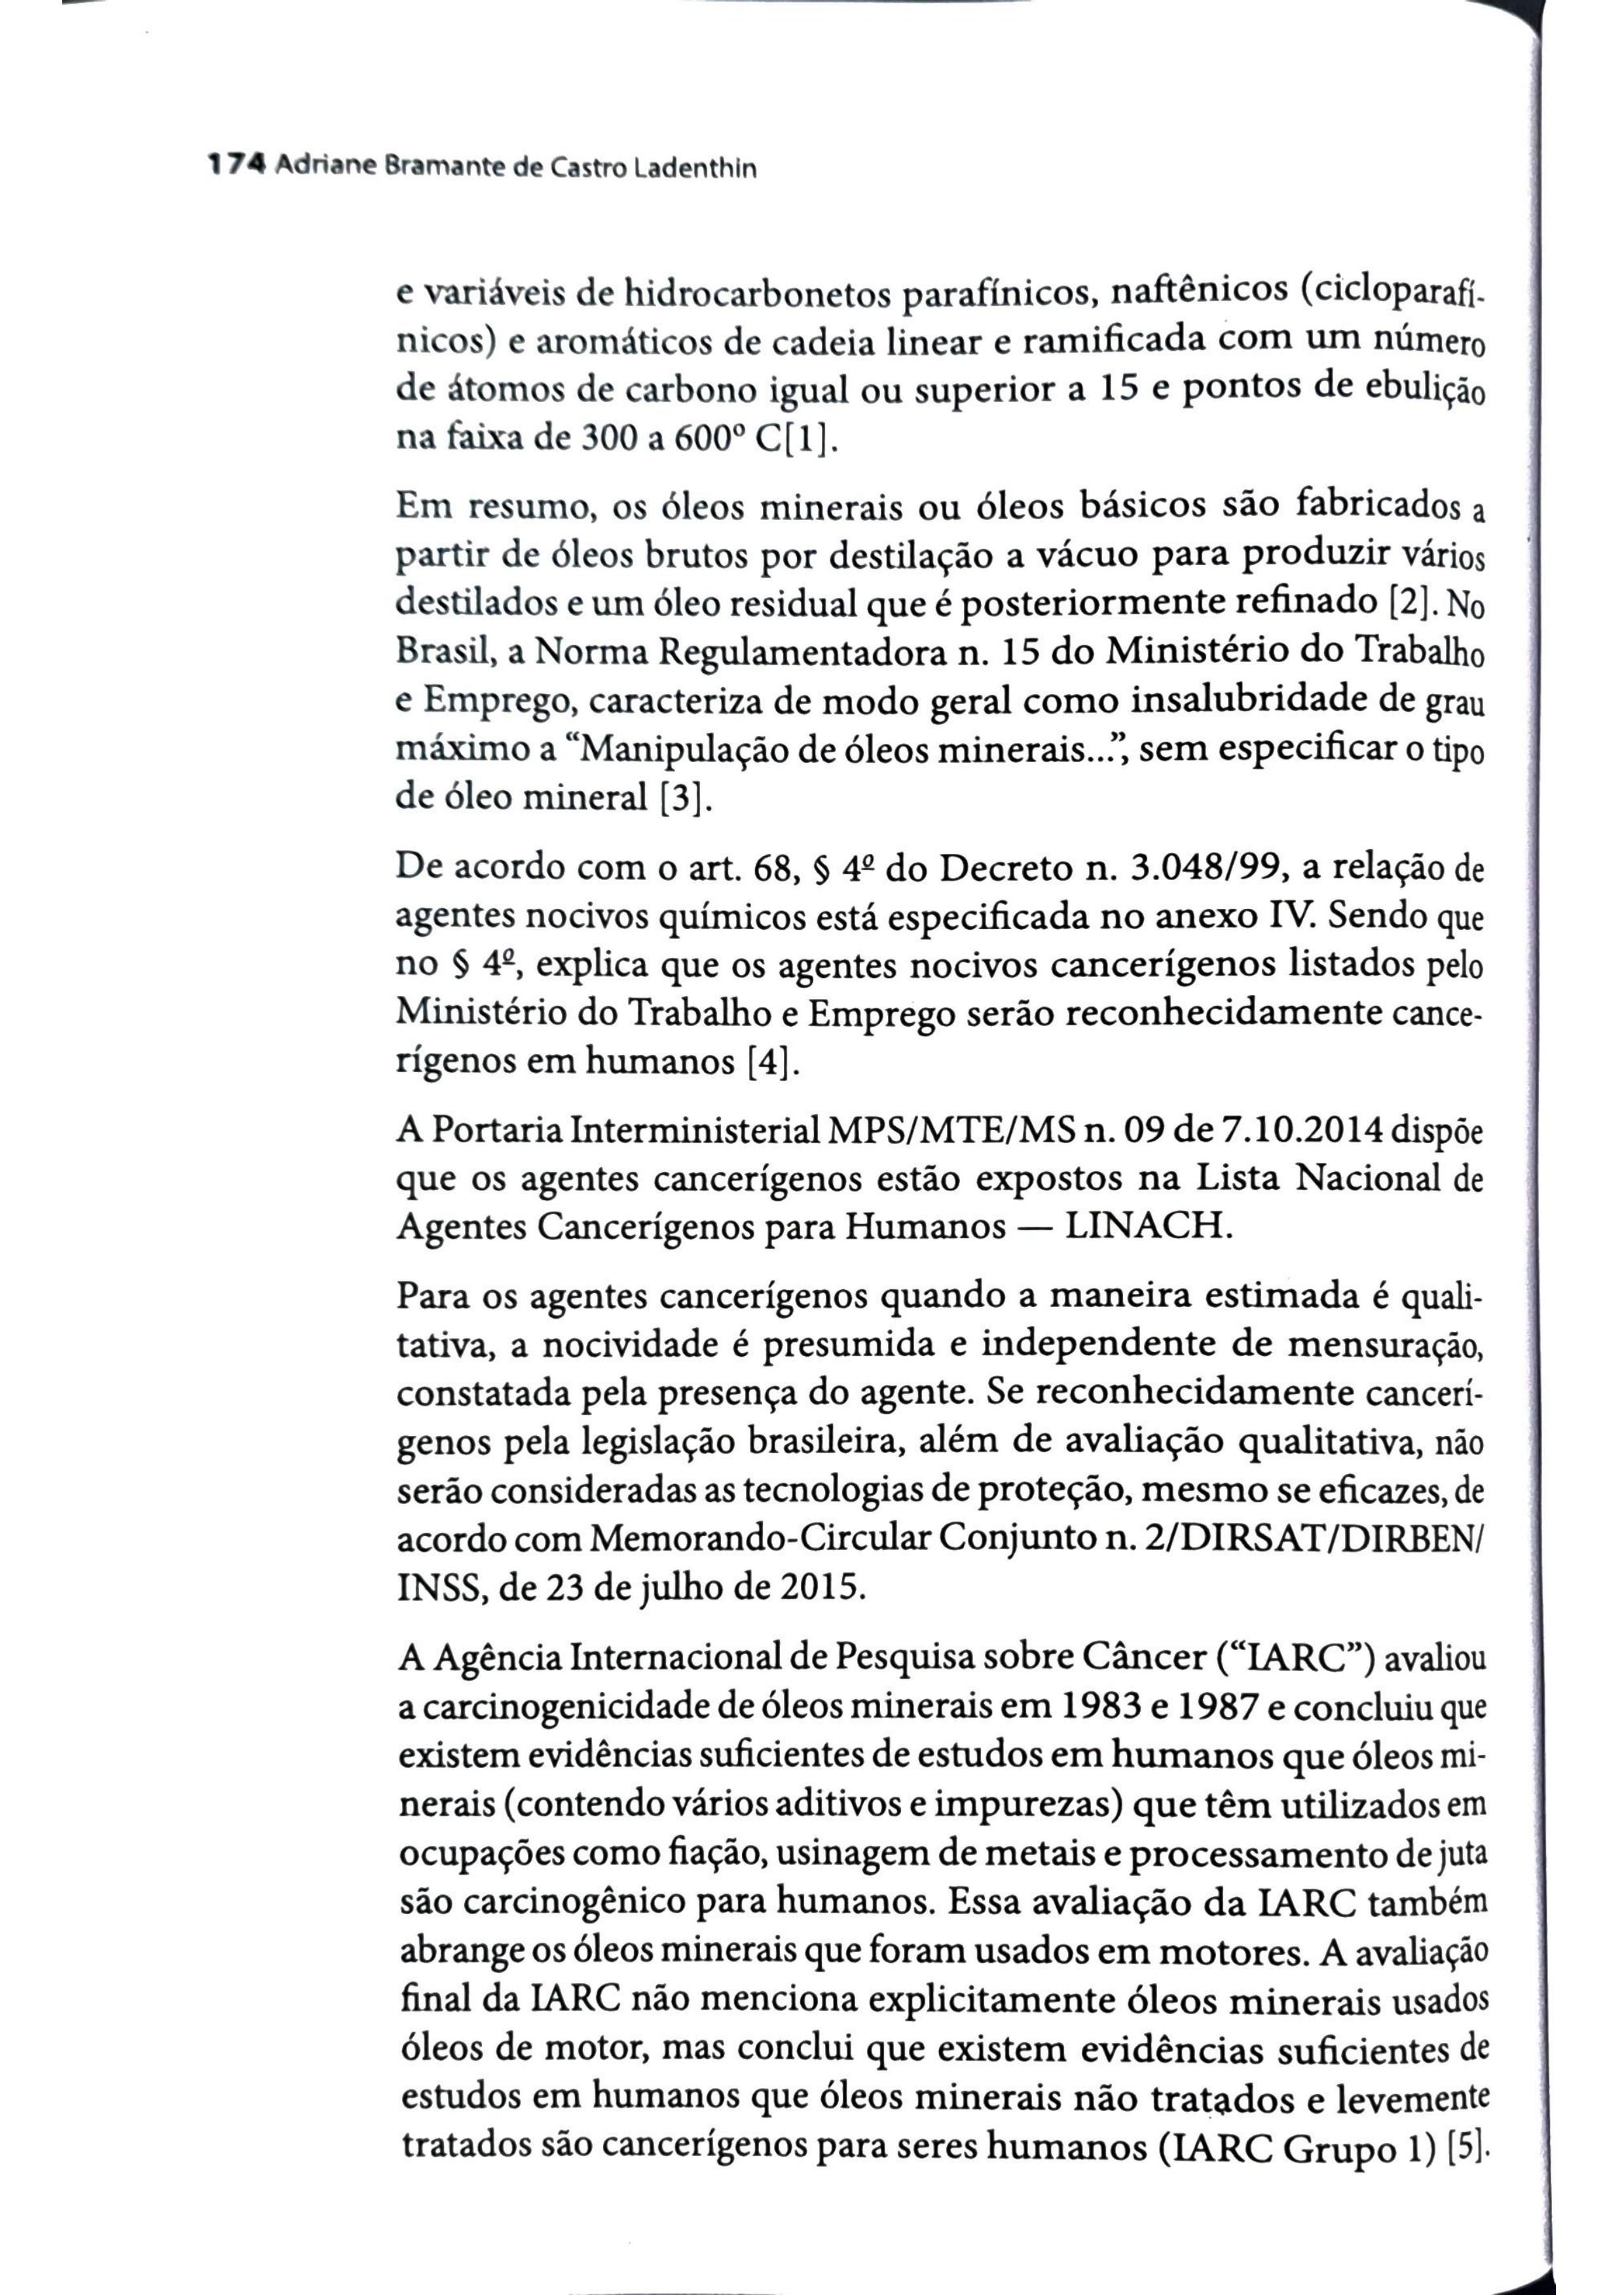 174 Adriane Bramante de Castro Ladenthin
e variáveis de hidrocarbonetos parafínicos, naftênicos (cicloparafí-
nicos) e aromáticos de cadeia linear e ramificada com um número
de átomos de carbono igual ou superior a 15 e pontos de ebulição
na faixa de 300 a 600º C[1].
Em resumo, os óleos minerais ou óleos básicos são fabricados a
partir de óleos brutos por destilação a vácuo para produzir vários
destilados e um óleo residual que é posteriormente refinado [2]. No
Brasil, a Norma Regulamentadora n. 15 do Ministério do Trabalho
e Emprego, caracteriza de modo geral como insalubridade de grau
máximo a “Manipulação de óleos minerais...”, sem especificar o tipo
de óleo mineral [3].
De acordo com o art. 68, § 4º do Decreto n. 3.048/99, a relação de
agentes nocivos químicos está especificada no anexo IV. Sendo que
no § 4º, explica que os agentes nocivos cancerígenos listados pelo
Ministério do Trabalho e Emprego serão reconhecidamente cance-
rígenos em humanos [4].
A Portaria Interministerial MPS/MTE/MS n. 09 de 7.10.2014 dispõe
que os agentes cancerígenos estão expostos na Lista Nacional de
Agentes Cancerígenos para Humanos — LINACH.
Para os agentes cancerígenos quando a maneira estimada é quali-
tativa, a nocividade é presumida e independente de mensuração,
constatada pela presença do agente. Se reconhecidamente cancerí-
genos pela legislação brasileira, além de avaliação qualitativa, não
serão consideradas as tecnologias de proteção, mesmo se eficazes, de
acordo com Memorando-Circular Conjunto n. 2/DIRSAT/DIRBEN/
INSS, de 23 de julho de 2015.
A Agência Internacional de Pesquisa sobre Câncer (“IARC”) avaliou
a carcinogenicidade de óleos minerais em 1983 e 1987 e concluiu que
existem evidências suficientes de estudos em humanos que óleos mi-
nerais (contendo vários aditivos e impurezas) que têm utilizados em
ocupações como fiação, usinagem de metais e processamento de juta
são carcinogênico para humanos. Essa avaliação da IARC também
abrange os óleos minerais que foram usados em motores. A avaliação
final da IARC não menciona explicitamente óleos minerais usados
óleos de motor, mas conclui que existem evidências suficientes de
estudos em humanos que óleos minerais não tratados e levemente
tratados são cancerígenos para seres humanos (IARC Grupo 1) [5].